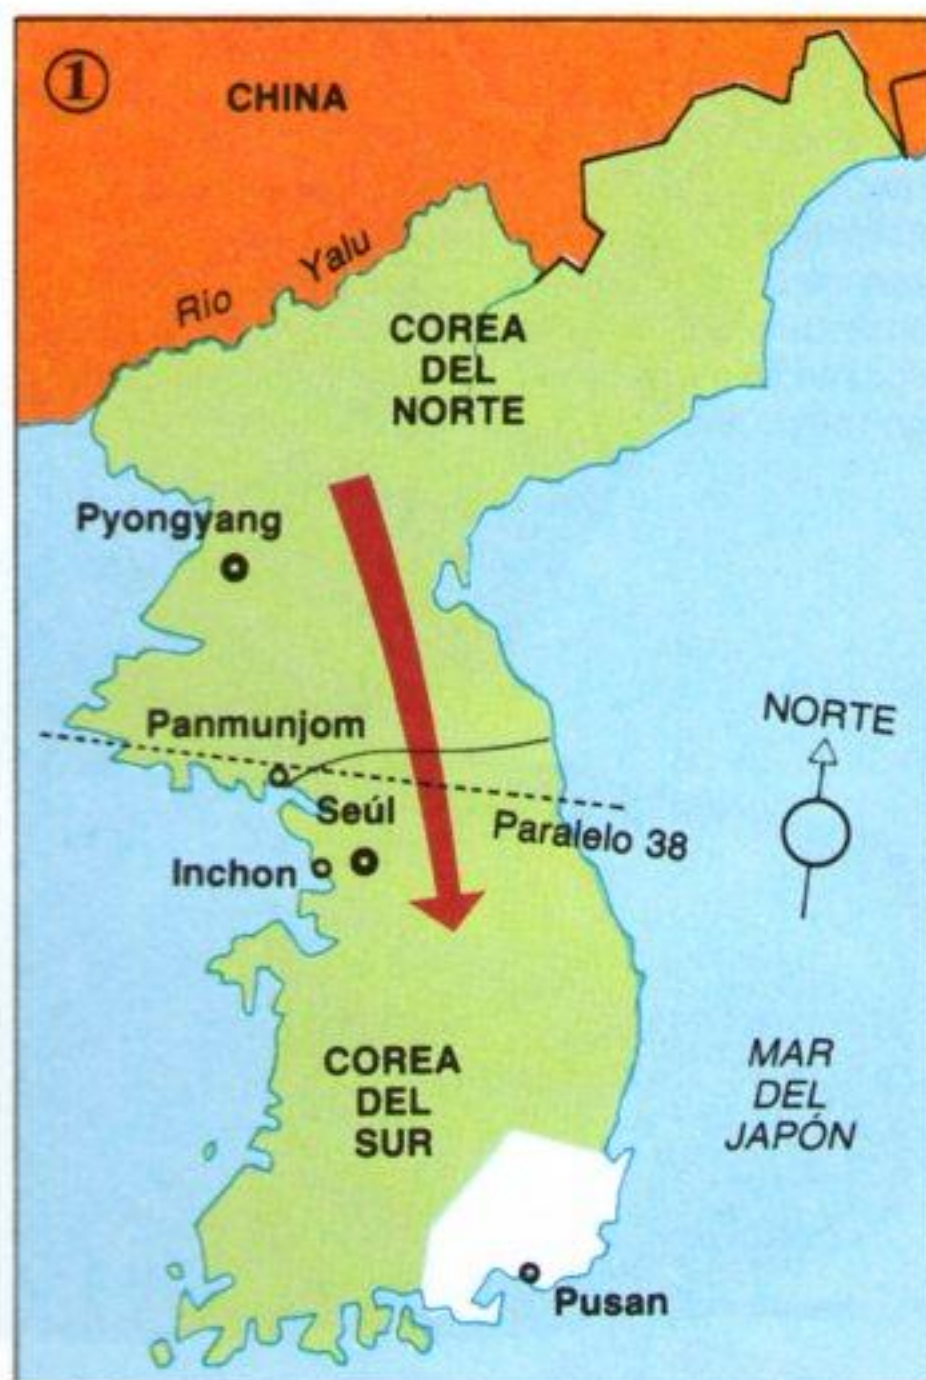 1
CHINA
Río Yalu
COREA
DEL
NORTE
Pyongyang
NORTE
Panmunjom
Seúl
Paralelo 38
Inchon
COREA
DEL
SUR
MAR
DEL
JAPÓN
Pusan